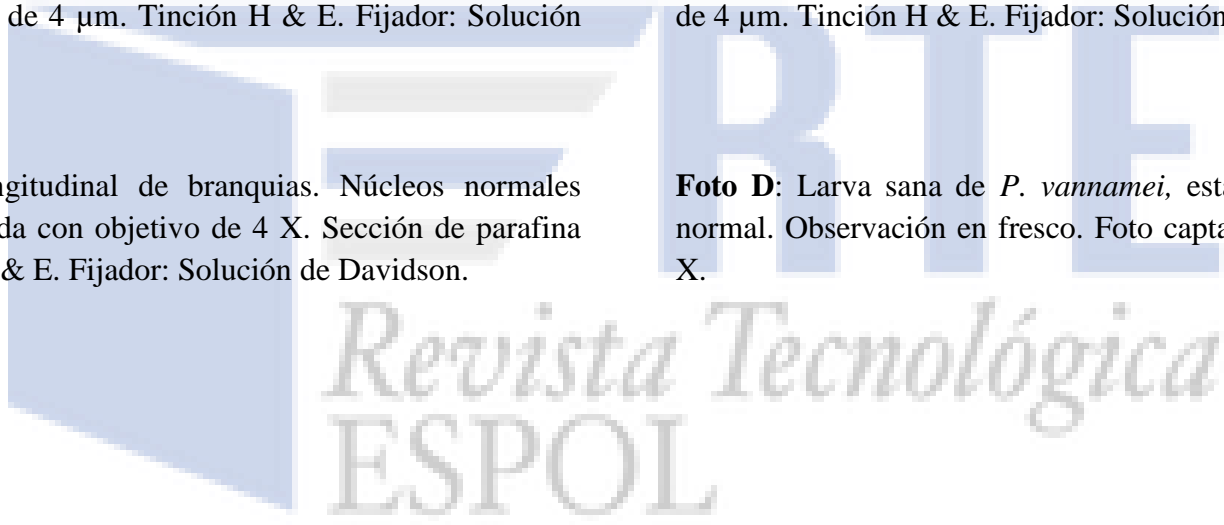 de 4 µm. Tinción H & E. Fijador: Solución
ngitudinal de branquias. Núcleos normales
da con objetivo de 4 X. Sección de parafina
& E. Fijador: Solución de Davidson.
de 4 µm. Tinción H & E. Fijador: Solución
Foto D: Larva sana de P. vannamei, esta
normal. Observación en fresco. Foto capta
X.
RTE
Revista Tecnológica
ESPOL